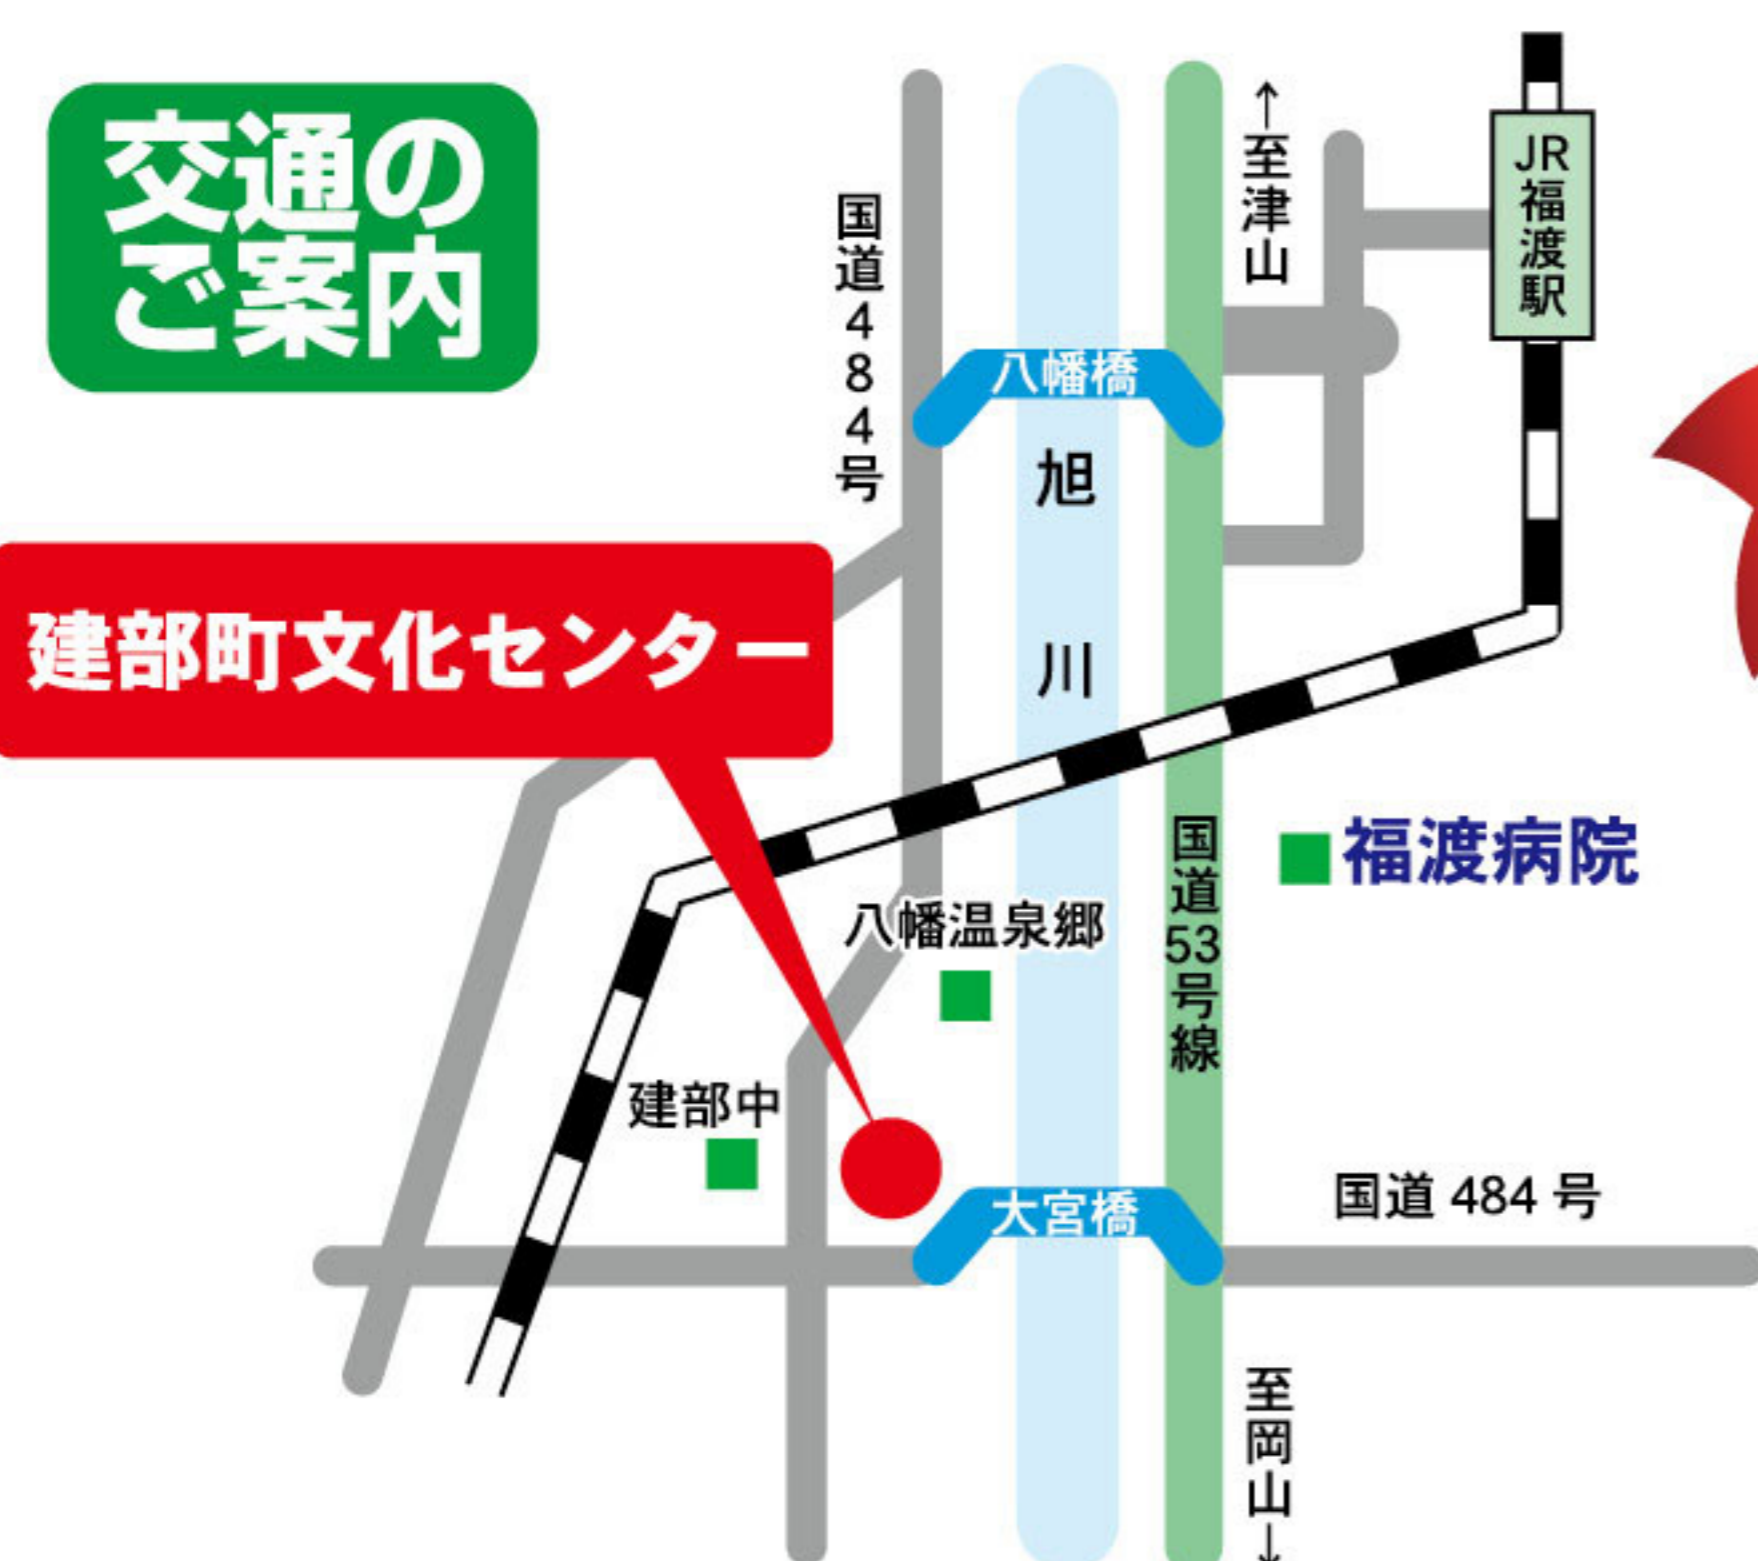 交通の
ご案内
国道484号
↑至津山
JR福渡駅
八幡橋
旭川
建部町文化センター
国道53号線
福渡病院
八幡温泉郷
建部中
大宮橋
国道 484 号
至岡山↓